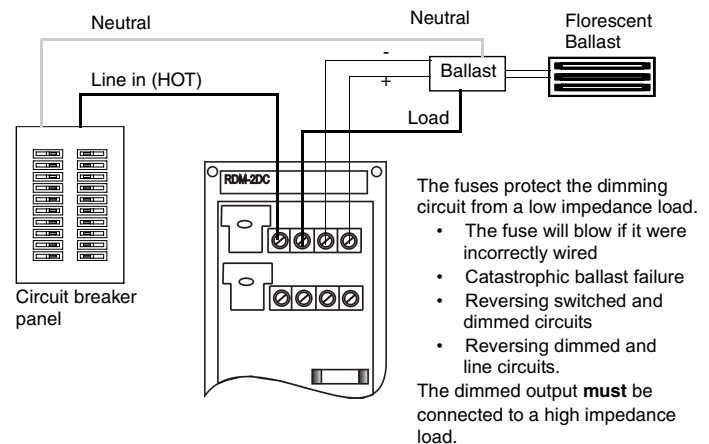 Neutral
Neutral
Florescent
Ballast
-
Ballast
+
Line in (HOT)
Load
RDM-2DC
Circuit breaker
panel
The fuses protect the dimming
circuit from a low impedance load.
• The fuse will blow if it were
incorrectly wired
• Catastrophic ballast failure
• Reversing switched and
dimmed circuits
• Reversing dimmed and
line circuits.
The dimmed output must be
connected to a high impedance
load.